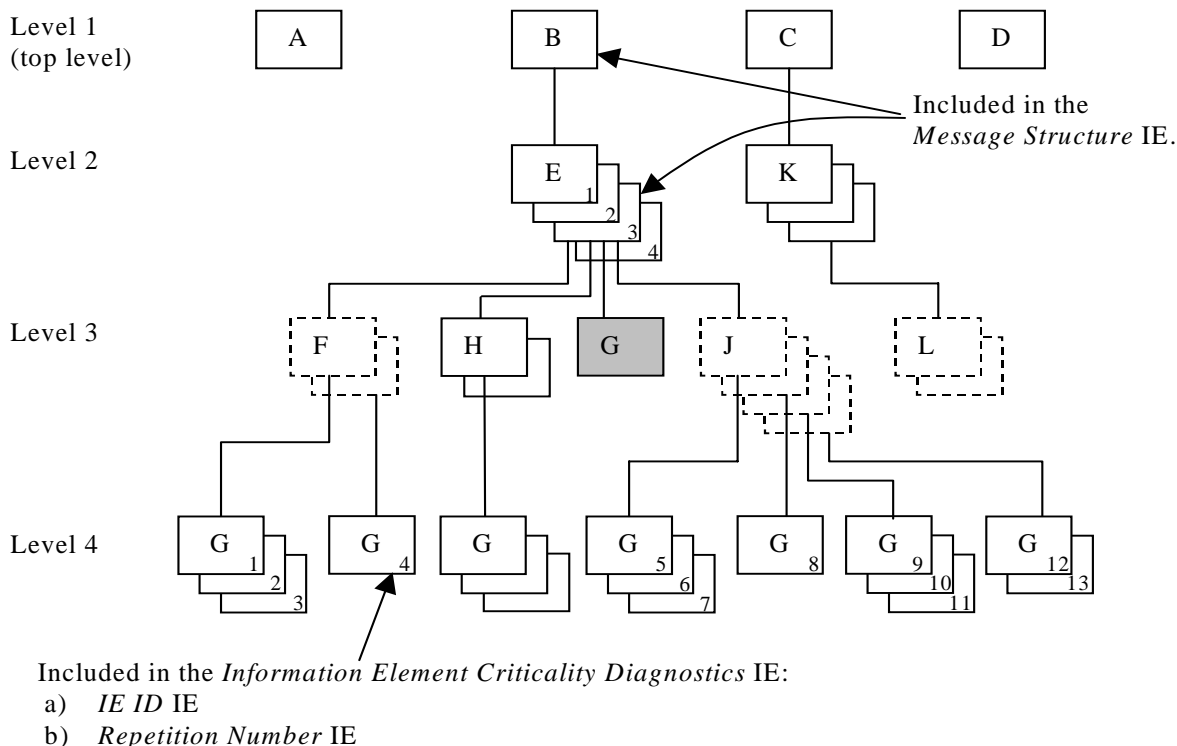 Level 1
(top level)
A
B
C
D
Included in the
Message Structure IE.
Level 2
E
1
2
3
4
K
Level 3
F
H
G
J
L
Level 4
G
1
2
3
G
4
G
G
5
6
7
G
8
G
9
10
11
G
12
13
Included in the Information Element Criticality Diagnostics IE:
a) IE ID IE
b) Repetition Number IE